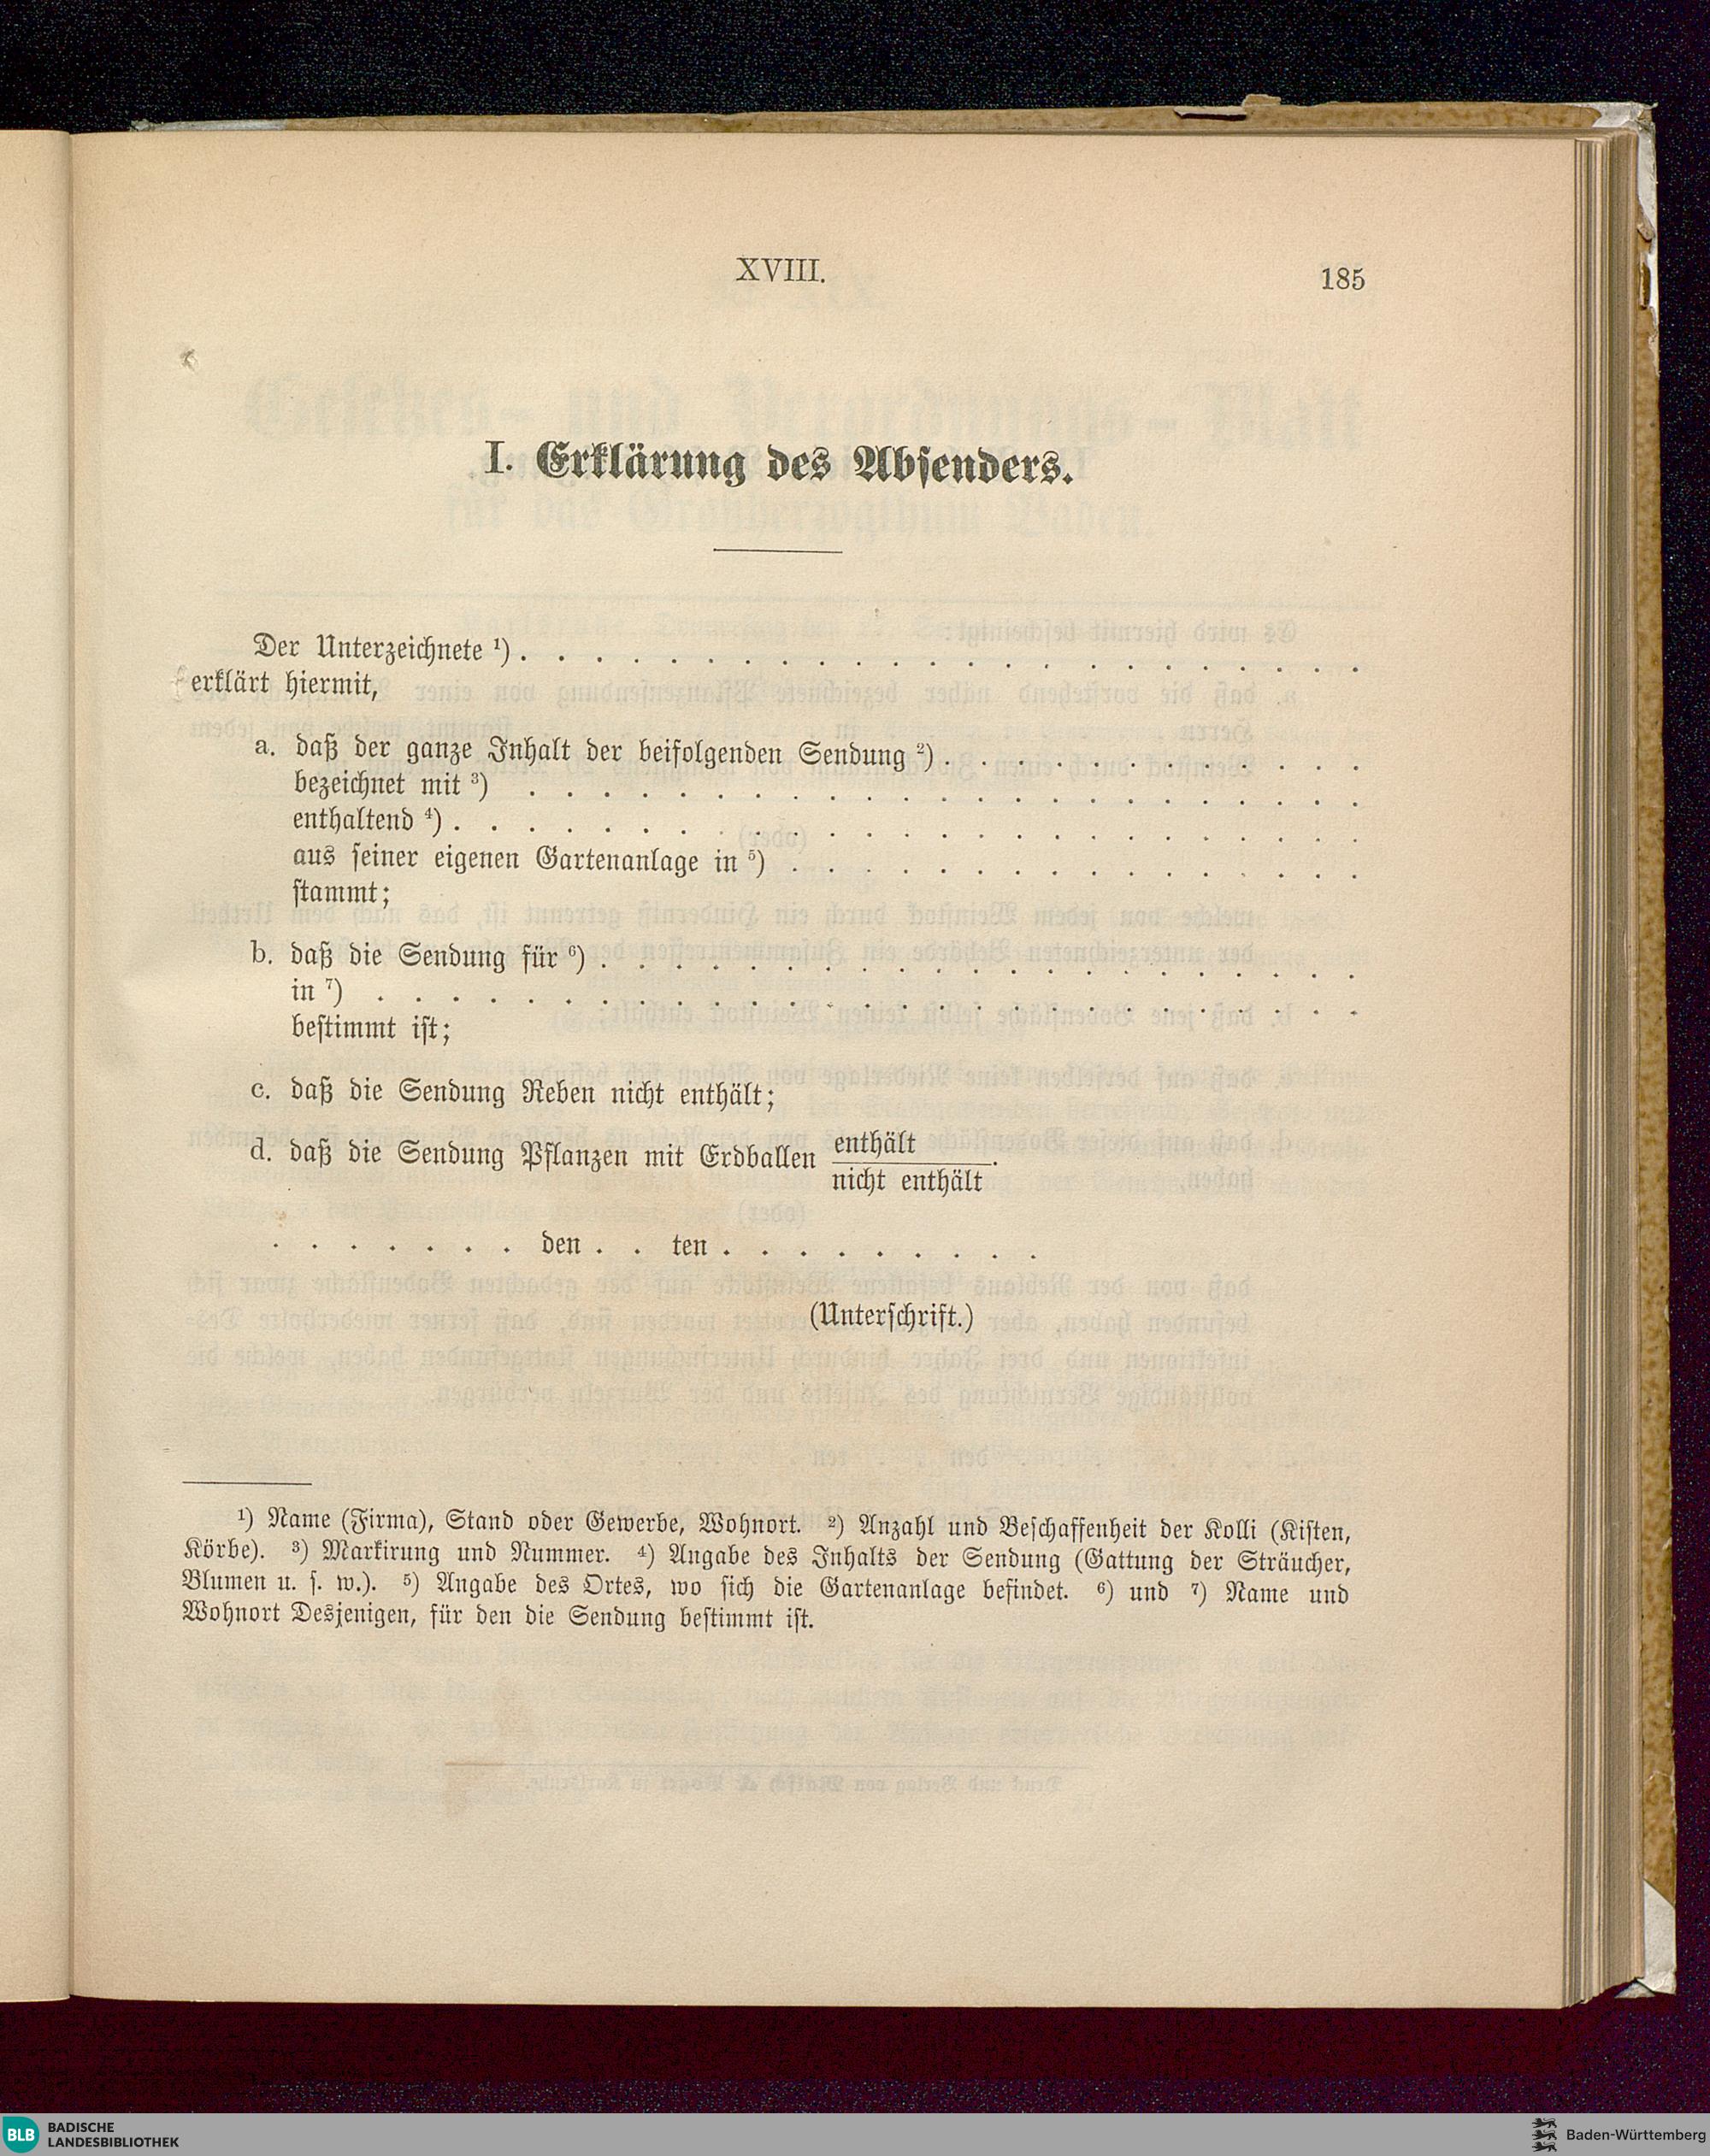 XVIII. 185
I. Erklärung des Absenders.
Der Unterzeichnete ¹) . . . . . . . . . . . . . . . . . . . . . . .
erklärt hiermit,
a. daß der ganze Inhalt der beifolgenden Sendung ²) . . . . . . . . . . . .
bezeichnet mit ³) . . . . . . . . . . . . . . . . . . . . . . .
enthaltend ⁴) . . . . . . . . . . . . . . . . . . . . . . . . .
aus seiner eigenen Gartenanlage in ⁵) . . . . . . . . . . . . . . . .
stammt;
b. daß die Sendung für ⁶) . . . . . . . . . . . . . . . . . . . . .
in ⁷) . . . . . . . . . . . . . . . . . . . . . . . . . . .
bestimmt ist;
c. daß die Sendung Reben nicht enthält;
d. daß die Sendung Pflanzen mit Erdballen enthält
nicht enthält.
. . . . . . . den . . ten . . . . . . . . .
(Unterschrift.)
¹) Name (Firma), Stand oder Gewerbe, Wohnort. ²) Anzahl und Beschaffenheit der Kolli (Kisten,
Körbe). ³) Markirung und Nummer. ⁴) Angabe des Inhalts der Sendung (Gattung der Sträucher,
Blumen u. s. w.). ⁵) Angabe des Ortes, wo sich die Gartenanlage befindet. ⁶) und ⁷) Name und
Wohnort Desjenigen, für den die Sendung bestimmt ist.
BLB BADISCHE
LANDESBIBLIOTHEK
Baden-Württemberg